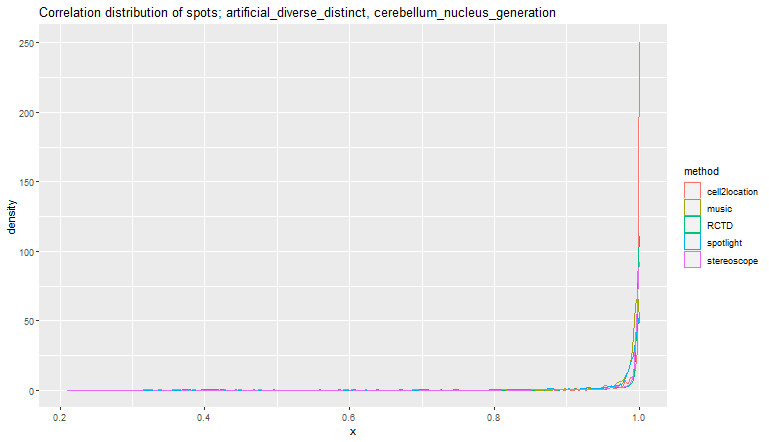 Correlation distribution of spots; artificial_diverse_distinct, cerebellum_nucleus_generation
250
200
150
100
50
0
density
0.2 0.4 0.6 0.8 1.0
x
method
cell2location
music
RCTD
spotlight
stereoscope